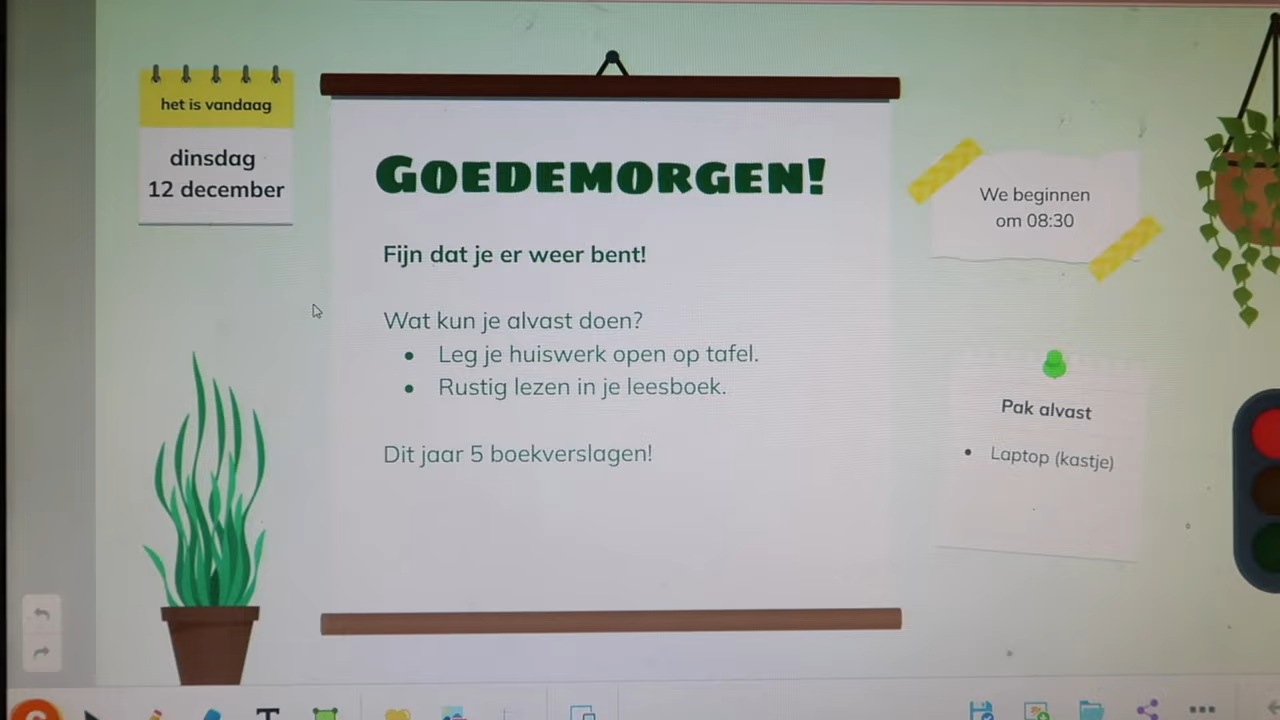 het is vandaag
dinsdag
12 december
GOEDEMORGEN!
Fijn dat je er weer bent!
Wat kun je alvast doen?
• Leg je huiswerk open op tafel.
• Rustig lezen in je leesboek.
Dit jaar 5 boekverslagen!
We beginnen
om 08:30
Pak alvast
• Laptop (kastje)